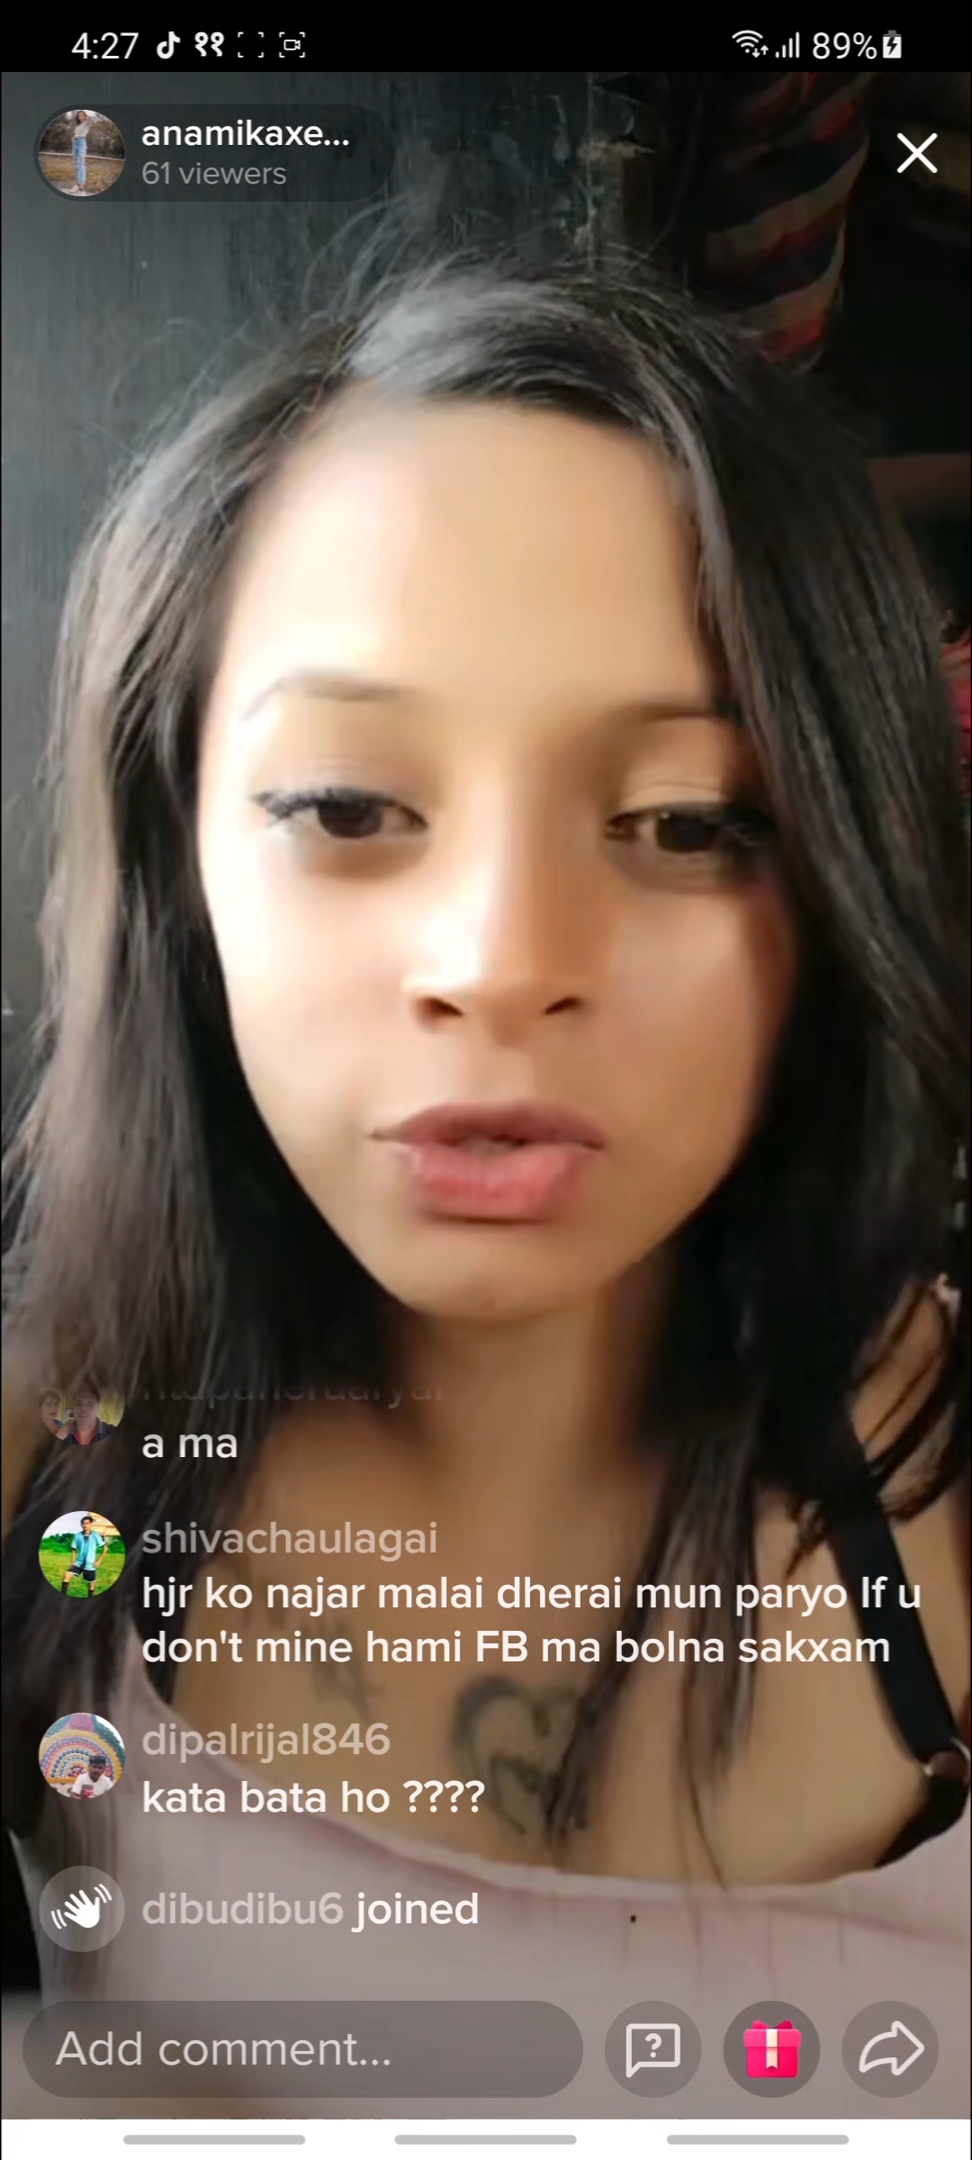 4:27
89%
anamikaxe...
61 viewers
a ma
shivachaulagai
hjr ko najar malai dherai mun paryo If u
don't mine hami FB ma bolna sakxam
dipalrijal846
kata bata ho ????
dibudibu6 joined
Add comment...